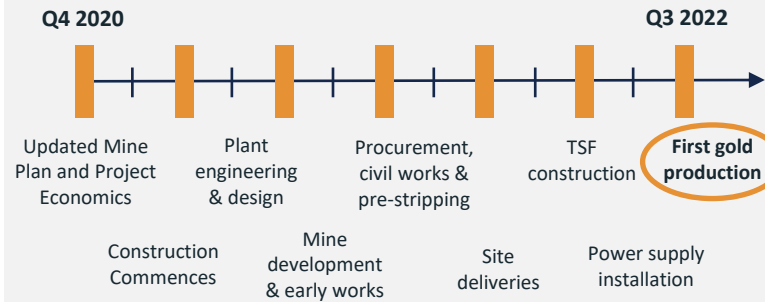 Q4 2020
Q3 2022
Updated Mine
Plan and Project
Economics
Plant
engineering
& design
Procurement,
civil works &
pre-stripping
TSF
construction
First gold
production
Construction
Commences
Mine
development
& early works
Site
deliveries
Power supply
installation